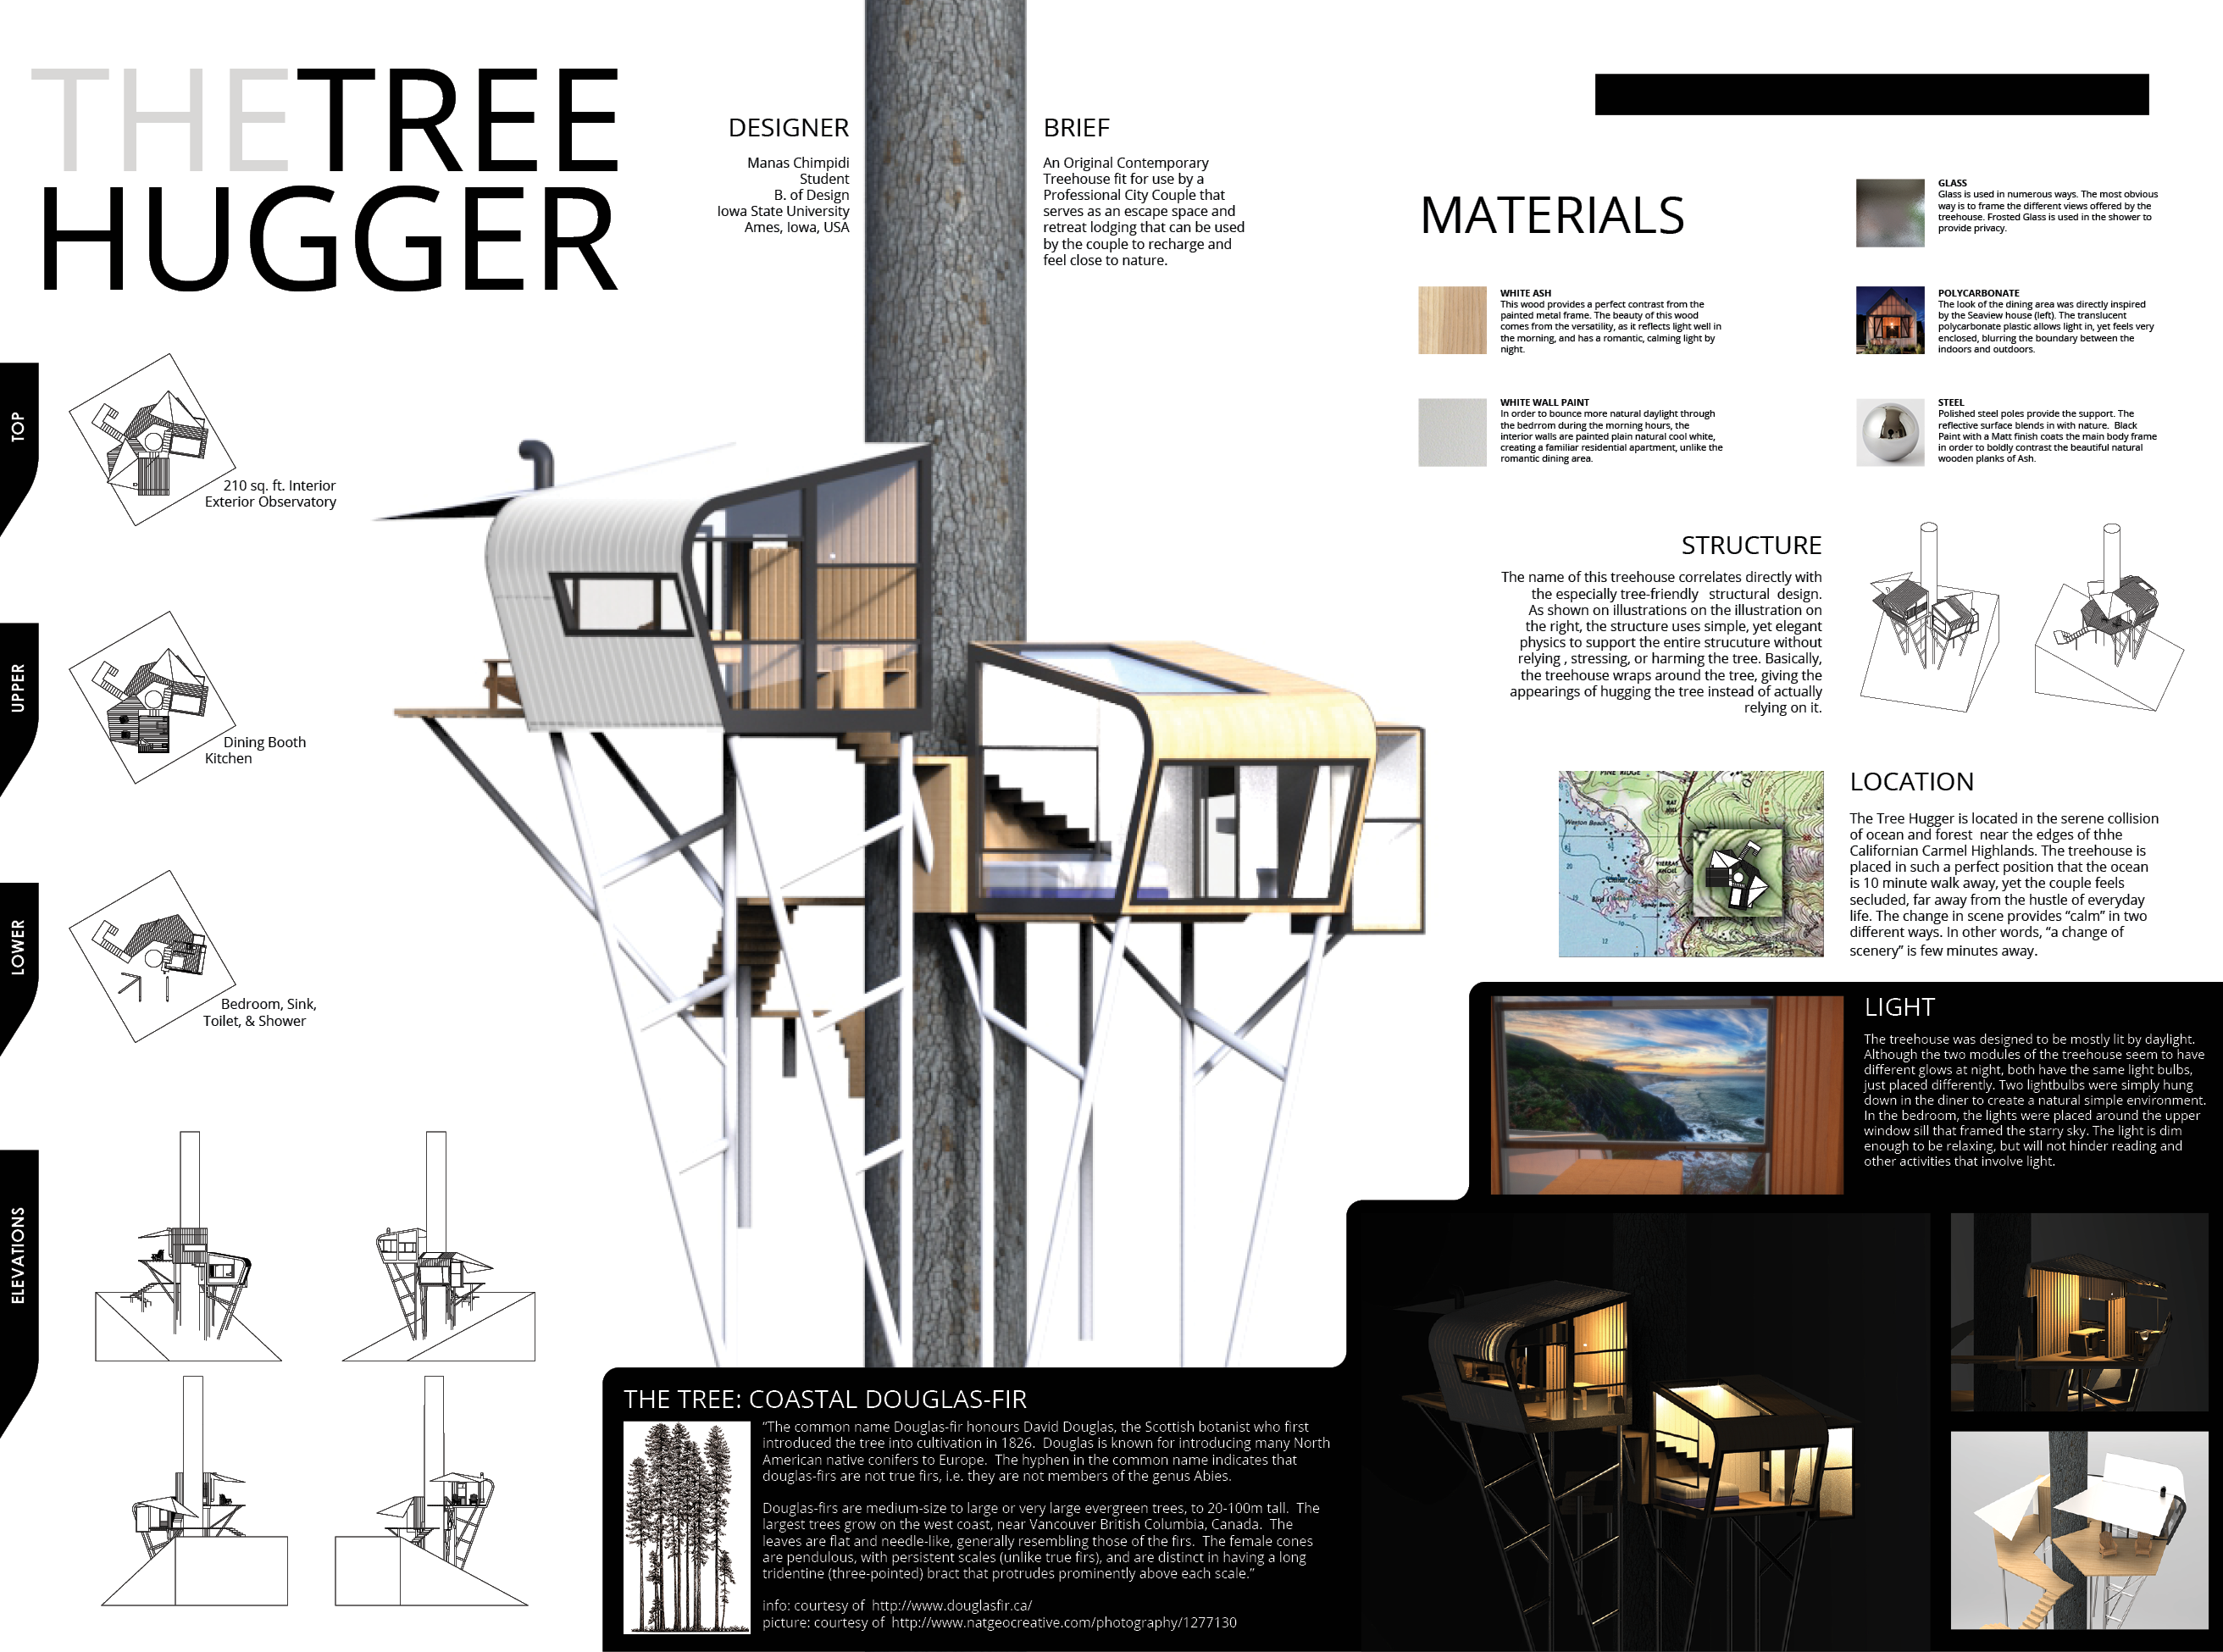 THETREE
HUGGER
DESIGNER
Manas Chimpidi
Student
B. of Design
Iowa State University
Ames, Iowa, USA
BRIEF
An Original Contemporary
Treehouse fit for use by a
Professional City Couple that
serves as an escape space and
retreat lodging that can be used
by the couple to recharge and
feel close to nature.
MATERIALS
WHITE ASH
This wood provides a perfect contrast from the
painted metal frame. The beauty of this wood
comes from the versatility, as it reflects light well in
the morning, and has a romantic, calming light by
night.
WHITE WALL PAINT
In order to bounce more natural daylight through
the bedrrom during the morning hours, the
interior walls are painted plain natural cool white,
creating a familiar residential apartment, unlike the
romantic dining area.
GLASS
Glass is used in numerous ways. The most obvious
way is to frame the different views offered by the
treehouse. Frosted Glass is used in the shower to
provide privacy.
POLYCARBONATE
The look of the dining area was directly inspired
by the Seaview house (left). The translucent
polycarbonate plastic allows light in, yet feels very
enclosed, blurring the boundary between the
indoors and outdoors.
STEEL
Polished steel poles provide the support. The
reflective surface blends in with nature. Black
Paint with a Matt finish coats the main body frame
in order to boldly contrast the beautiful natural
wooden planks of Ash.
TOP
210 sq. ft. Interior
Exterior Observatory
UPPER
Dining Booth
Kitchen
LOWER
Bedroom, Sink,
Toilet, & Shower
ELEVATIONS
STRUCTURE
The name of this treehouse correlates directly with
the especially tree-friendly structural design.
As shown on illustrations on the illustration on
the right, the structure uses simple, yet elegant
physics to support the entire strucuture without
relying , stressing, or harming the tree. Basically,
the treehouse wraps around the tree, giving the
appearings of hugging the tree instead of actually
relying on it.
PINE RIDGE
Weston Beach
LOCATION
The Tree Hugger is located in the serene collision
of ocean and forest near the edges of thhe
Californian Carmel Highlands. The treehouse is
placed in such a perfect position that the ocean
is 10 minute walk away, yet the couple feels
secluded, far away from the hustle of everyday
life. The change in scene provides “calm” in two
different ways. In other words, “a change of
scenery” is few minutes away.
LIGHT
The treehouse was designed to be mostly lit by daylight.
Although the two modules of the treehouse seem to have
different glows at night, both have the same light bulbs,
just placed differently. Two lightbulbs were simply hung
down in the diner to create a natural simple environment.
In the bedroom, the lights were placed around the upper
window sill that framed the starry sky. The light is dim
enough to be relaxing, but will not hinder reading and
other activities that involve light.
THE TREE: COASTAL DOUGLAS-FIR
“The common name Douglas-fir honours David Douglas, the Scottish botanist who first
introduced the tree into cultivation in 1826. Douglas is known for introducing many North
American native conifers to Europe. The hyphen in the common name indicates that
douglas-firs are not true firs, i.e. they are not members of the genus Abies.
Douglas-firs are medium-size to large or very large evergreen trees, to 20-100m tall. The
largest trees grow on the west coast, near Vancouver British Columbia, Canada. The
leaves are flat and needle-like, generally resembling those of the firs. The female cones
are pendulous, with persistent scales (unlike true firs), and are distinct in having a long
tridentine (three-pointed) bract that protrudes prominently above each scale.”
info: courtesy of http://www.douglasfir.ca/
picture: courtesy of http://www.natgeocreative.com/photography/1277130